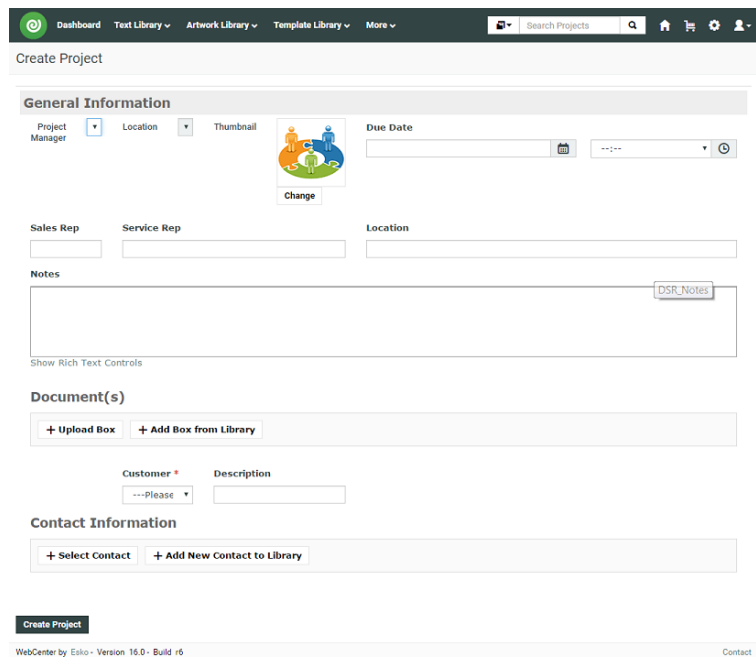 Dashboard Text Library Artwork Library Template Library More Search Projects
Create Project
General Information
Project Manager Location Thumbnail Due Date
--:--
Change
Sales Rep Service Rep Location
Notes
DSR_Notes
Show Rich Text Controls
Document(s)
+ Upload Box + Add Box from Library
Customer * Description
---Please
Contact Information
+ Select Contact + Add New Contact to Library
Create Project
WebCenter by Esko - Version 16.0 - Build r6 Contact